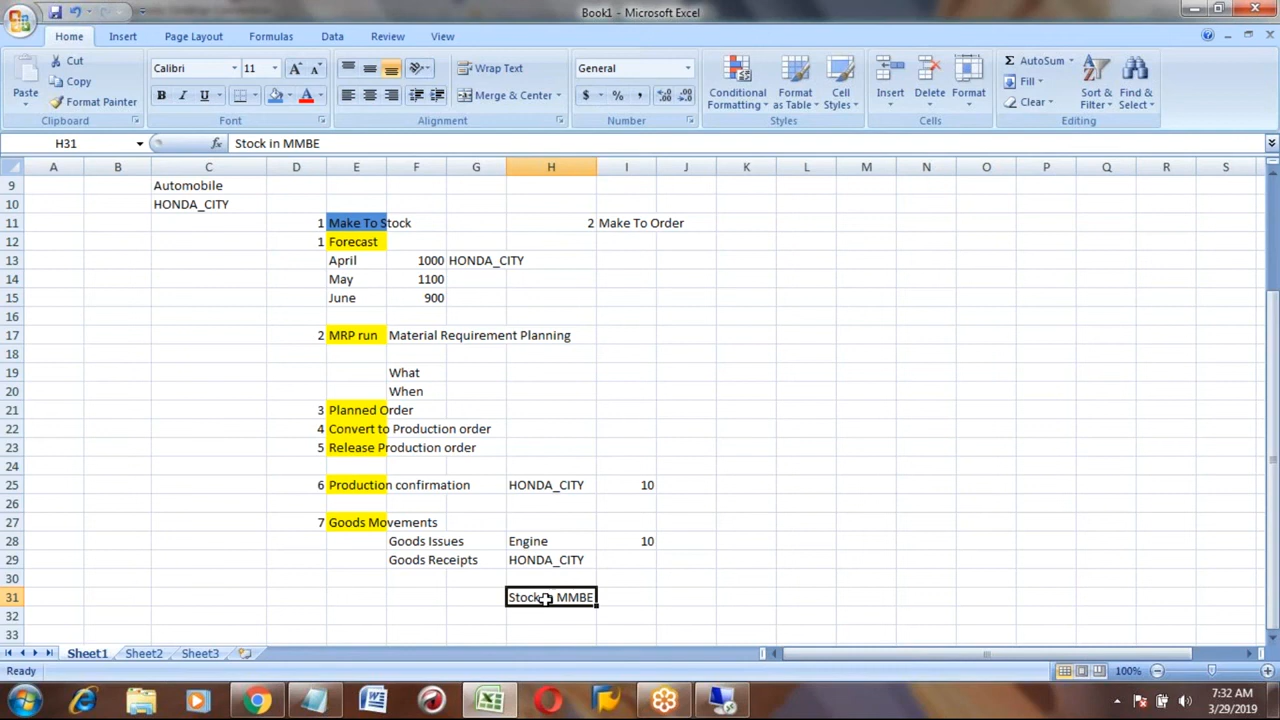 Book1 - Microsoft Excel
Home Insert Page Layout Formulas Data Review View
Cut
Copy
Format Painter
Paste
Clipboard
Calibri 11
B I U
Font
Wrap Text
Merge & Center
Alignment
General
$ % ,
Number
Conditional Formatting
Format as Table
Cell Styles
Styles
Insert Delete Format
Cells
AutoSum
Fill
Clear
Sort & Filter
Find & Select
Editing
H31 fx Stock in MMBE
A B C D E F G H I J K L M N O P Q R S
9 Automobile
10 HONDA_CITY
11 1 Make To Stock 2 Make To Order
12 1 Forecast
13 April 1000 HONDA_CITY
14 May 1100
15 June 900
16
17 2 MRP run Material Requirement Planning
18
19 What
20 When
21 3 Planned Order
22 4 Convert to Production order
23 5 Release Production order
24
25 6 Production confirmation HONDA_CITY 10
26
27 7 Goods Movements
28 Goods Issues Engine 10
29 Goods Receipts HONDA_CITY
30
31 Stock MMBE
32
33
Sheet1 Sheet2 Sheet3
Ready 100%
7:32 AM
3/29/2019